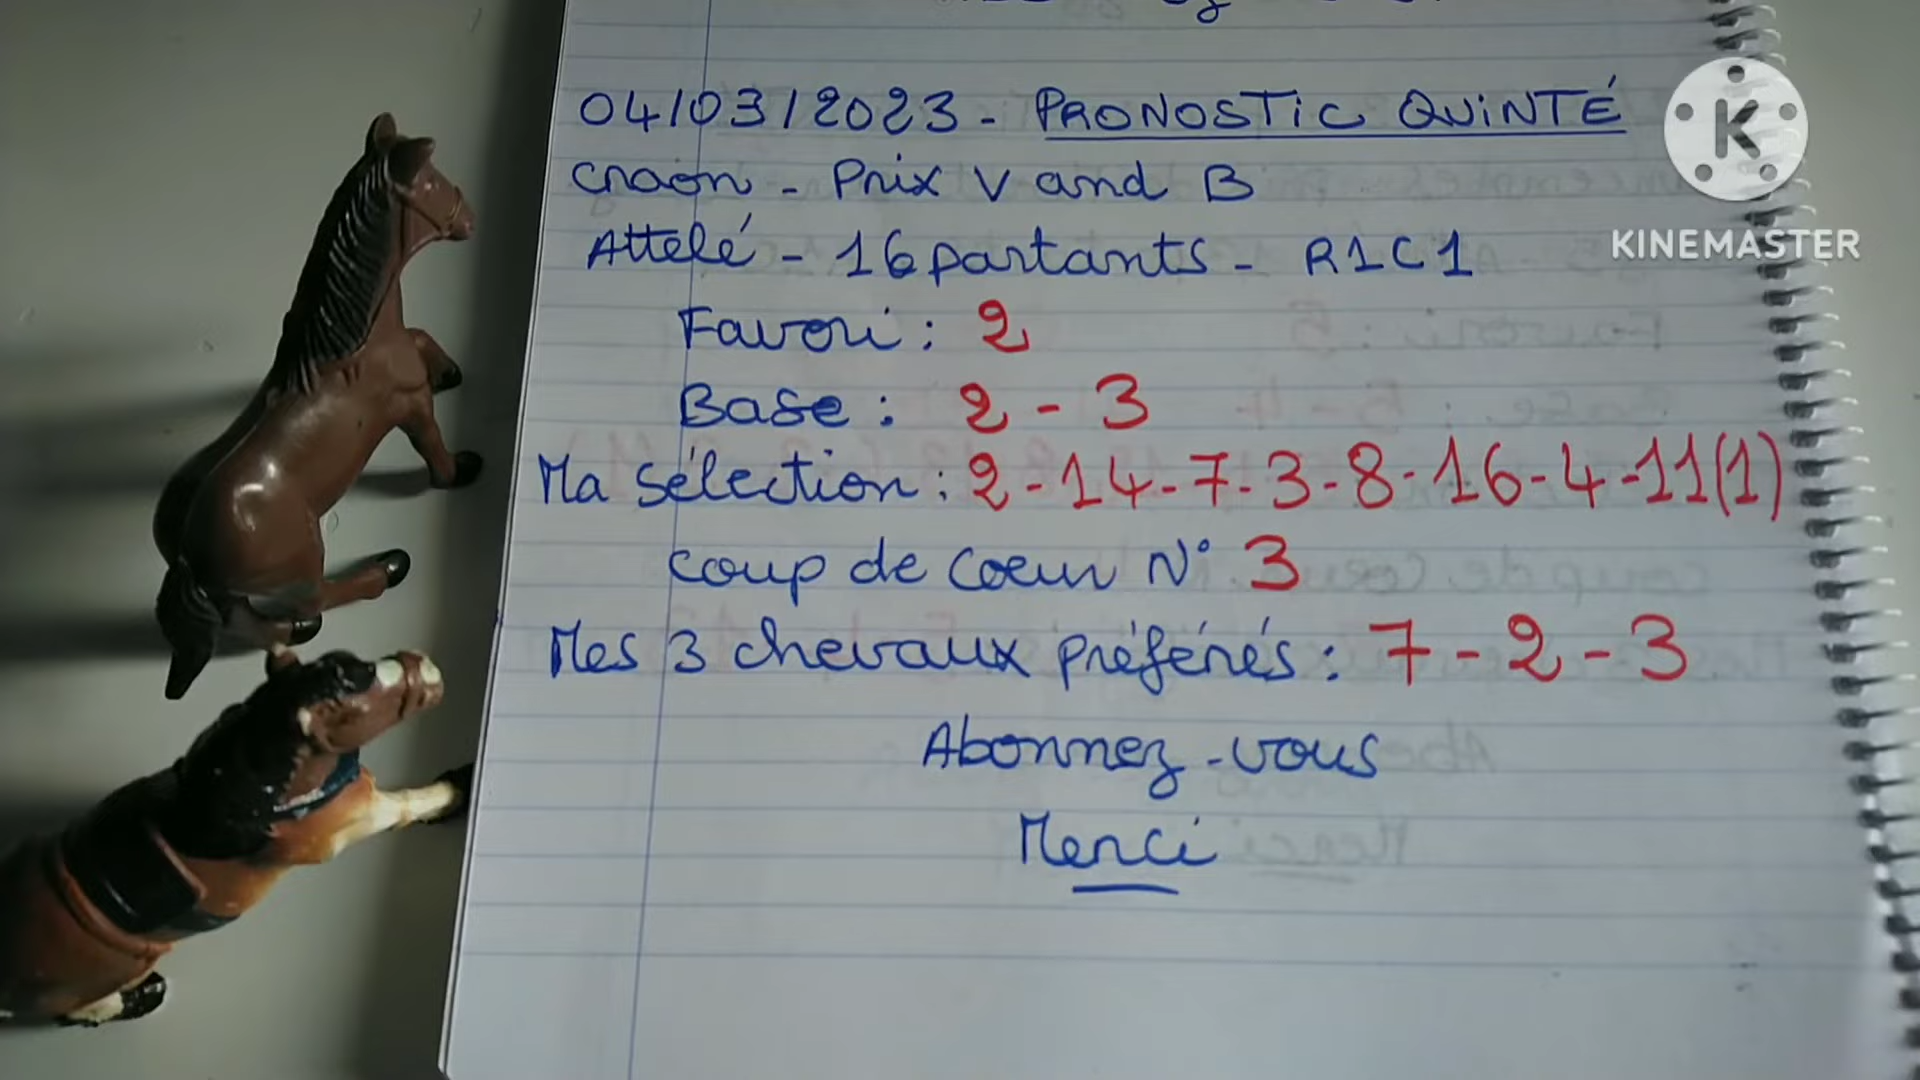 04/03/2023 - PRONOSTIC QUINTÉ
Craon - Prix V and B
Attelé - 16 partants - R1C1
Favori : 2
Base : 2 - 3
Ma sélection : 2 - 14 - 7 - 3 - 8 - 16 - 4 - 11 (1)
coup de coeur N° 3
Mes 3 chevaux préférés : 7 - 2 - 3
Abonnez-vous
Merci
K
KINEMASTER